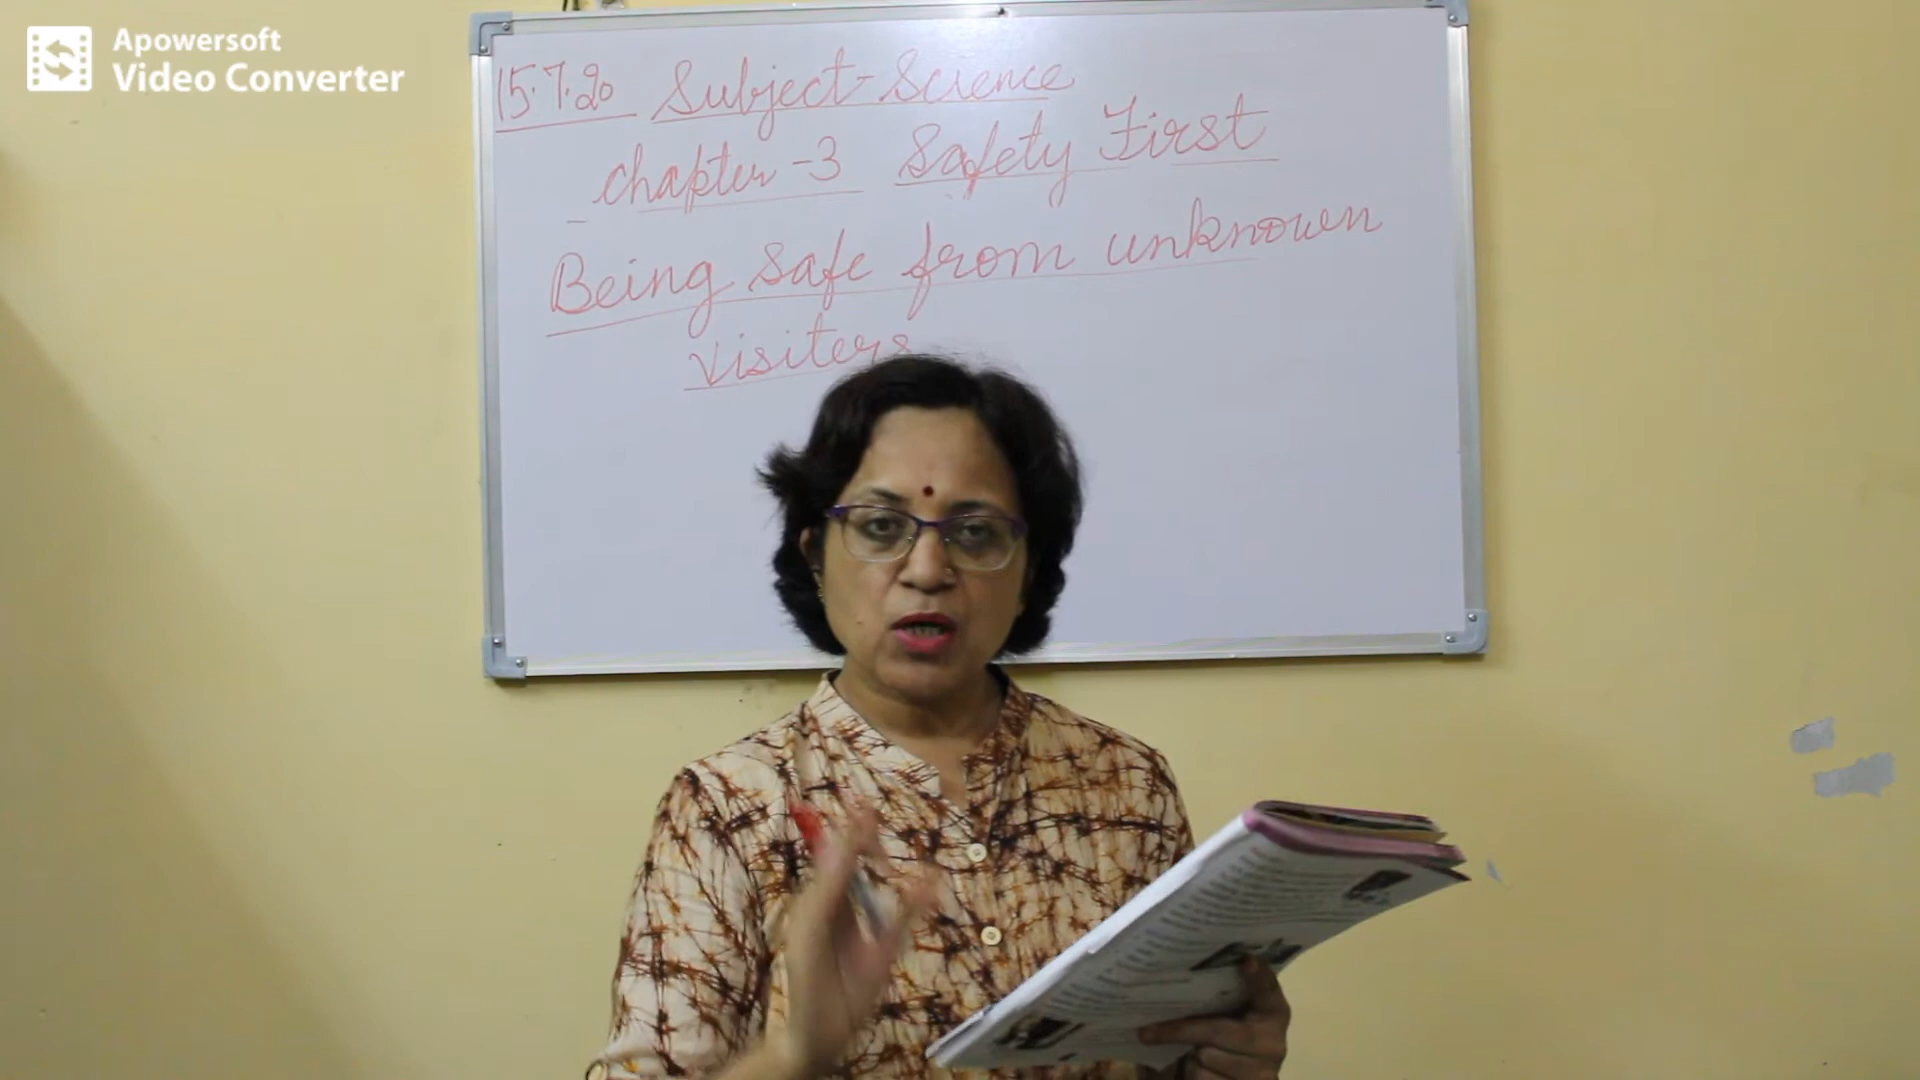 Apowersoft
Video Converter
15.7.20 Subject-Science
Chapter-3 Safety First
Being safe from unknown
visiters